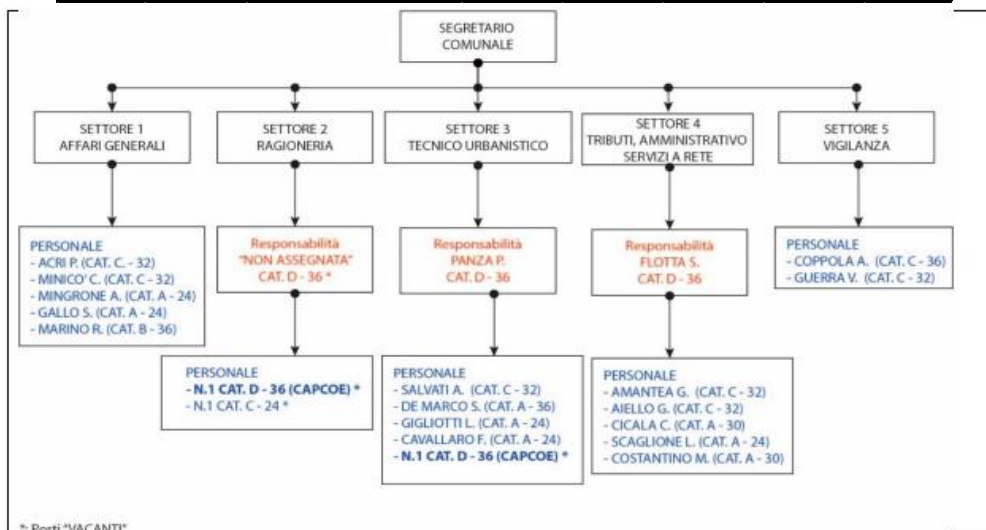 SEGRETARIO
COMUNALE
SETTORE 1
AFFARI GENERALI
SETTORE 2
RAGIONERIA
SETTORE 3
TECNICO URBANISTICO
SETTORE 4
TRIBUTI, AMMINISTRATIVO
SERVIZI A RETE
SETTORE 5
VIGILANZA
PERSONALE
- ACRI P. (CAT. C. - 32)
- MINICO' C. (CAT. C - 32)
- MINGRONE A. (CAT. A - 24)
- GALLO S. (CAT. A - 24)
- MARINO R. (CAT. B - 36)
Responsabilità
"NON ASSEGNATA"
CAT. D - 36 *
Responsabilità
PANZA P.
CAT. D - 36
Responsabilità
FLOTTA S.
CAT. D - 36
PERSONALE
- COPPOLA A. (CAT. C - 36)
- GUERRA V. (CAT. C - 32)
PERSONALE
- N.1 CAT. D - 36 (CAPCOE) *
- N.1 CAT. C - 24 *
PERSONALE
- SALVATI A. (CAT. C - 32)
- DE MARCO S. (CAT. A - 36)
- GIGLIOTTI L. (CAT. A - 24)
- CAVALLARO F. (CAT. A - 24)
- N.1 CAT. D - 36 (CAPCOE) *
PERSONALE
- AMANTEA G. (CAT. C - 32)
- AIELLO G. (CAT. C - 32)
- CICALA C. (CAT. A - 30)
- SCAGLIONE L. (CAT. A - 24)
- COSTANTINO M. (CAT. A - 30)
*: Posti "VACANTI"